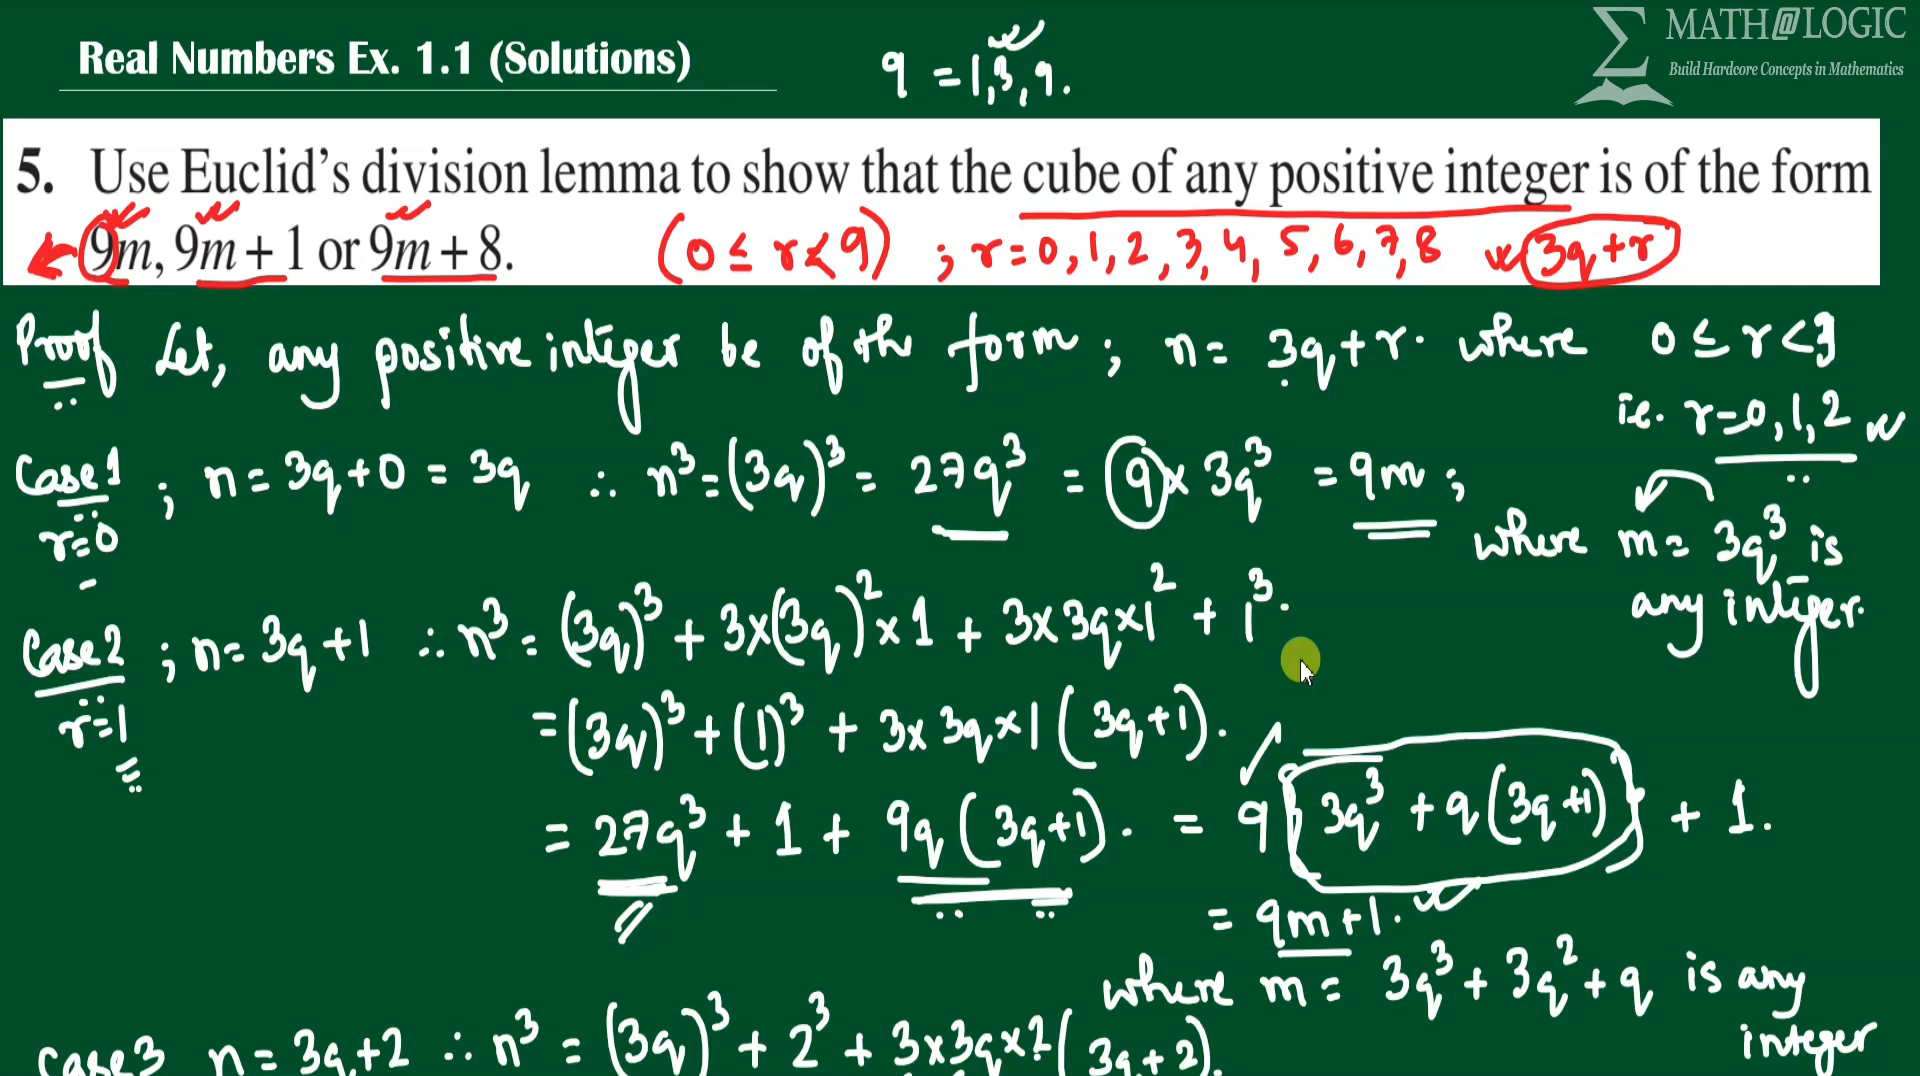 Real Numbers Ex. 1.1 (Solutions)
9 = 1, 3, 9.
MATH@LOGIC
Build Hardcore Concepts in Mathematics
5. Use Euclid's division lemma to show that the cube of any positive integer is of the form
9m, 9m + 1 or 9m + 8. (0 ≤ r < 9) ; r = 0, 1, 2, 3, 4, 5, 6, 7, 8 3q + r
Proof Let, any positive integer be of the form ; n = 3q + r. where 0 ≤ r < 3
i.e. r = 0, 1, 2
Case 1 ; n = 3q + 0 = 3q ∴ n³ = (3q)³ = 27q³ = 9 × 3q³ = 9m ;
r = 0
where m = 3q³ is
any integer.
Case 2 ; n = 3q + 1 ∴ n³ = (3q)³ + 3×(3q)² × 1 + 3 × 3q × 1² + 1³.
r = 1
= (3q)³ + (1)³ + 3 × 3q × 1 (3q + 1).
= 27q³ + 1 + 9q (3q + 1). = 9 {3q³ + q (3q + 1)} + 1.
= 9m + 1.
where m = 3q³ + 3q² + q is any
integer
Case 3 n = 3q + 2 ∴ n³ = (3q)³ + 2³ + 3 × 3q × 2 (3q + 2).